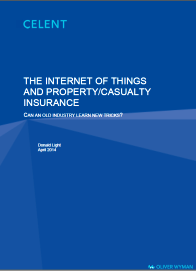 CELENT
THE INTERNET OF THINGS
AND PROPERTY/CASUALTY
INSURANCE
CAN AN OLD INDUSTRY LEARN NEW TRICKS?
Donald Light
April 2014
OLIVER WYMAN